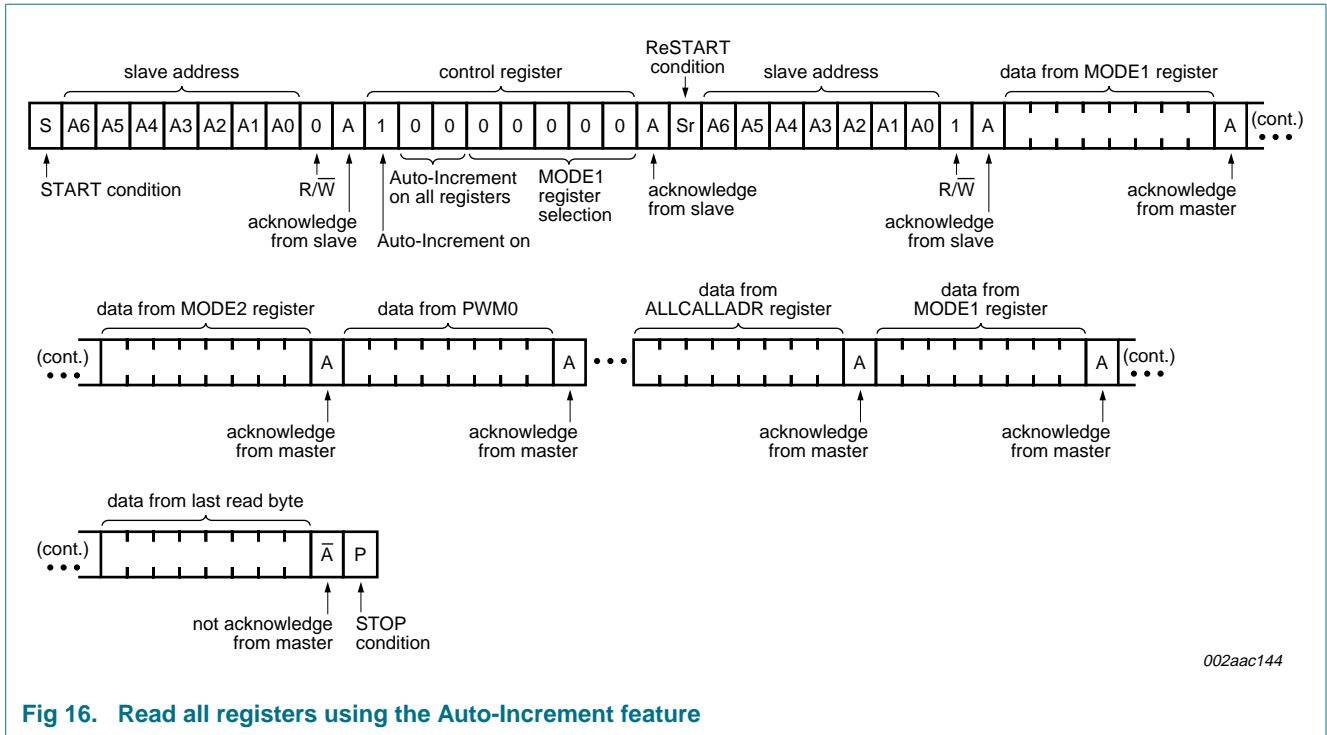 ReSTART
condition
slave address
control register
slave address
data from MODE1 register
S A6 A5 A4 A3 A2 A1 A0 0 A 1 0 0 0 0 0 0 0 A Sr A6 A5 A4 A3 A2 A1 A0 1 A A (cont.)
START condition
R/W̅
acknowledge
from slave
Auto-Increment on
Auto-Increment
on all registers
MODE1
register
selection
acknowledge
from slave
R/W̅
acknowledge
from slave
acknowledge
from master
data from MODE2 register
data from PWM0
data from
ALLCALLADR register
data from
MODE1 register
(cont.) A A A A (cont.)
acknowledge
from master
acknowledge
from master
acknowledge
from master
acknowledge
from master
data from last read byte
(cont.) A̅ P
not acknowledge
from master
STOP
condition
002aac144
Fig 16. Read all registers using the Auto-Increment feature